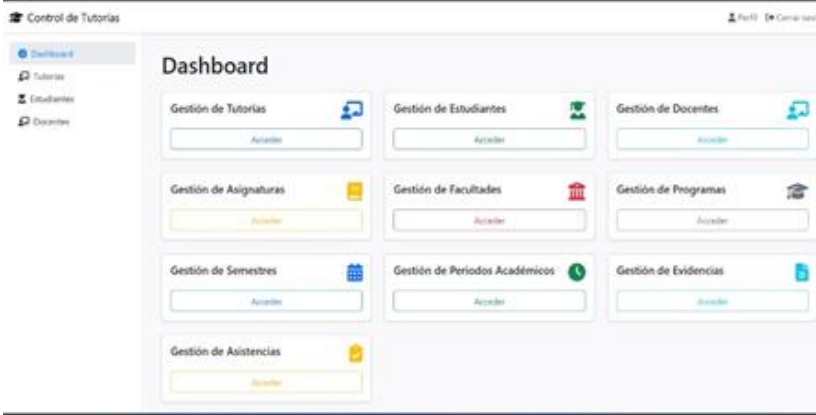 Control de Tutorías
Perfil Cerrar
Dashboard
Tutorías
Estudiantes
Docentes
Dashboard
Gestión de Tutorías
Acceder
Gestión de Estudiantes
Acceder
Gestión de Docentes
Acceder
Gestión de Asignaturas
Acceder
Gestión de Facultades
Acceder
Gestión de Programas
Acceder
Gestión de Semestres
Acceder
Gestión de Periodos Académicos
Acceder
Gestión de Evidencias
Acceder
Gestión de Asistencias
Acceder